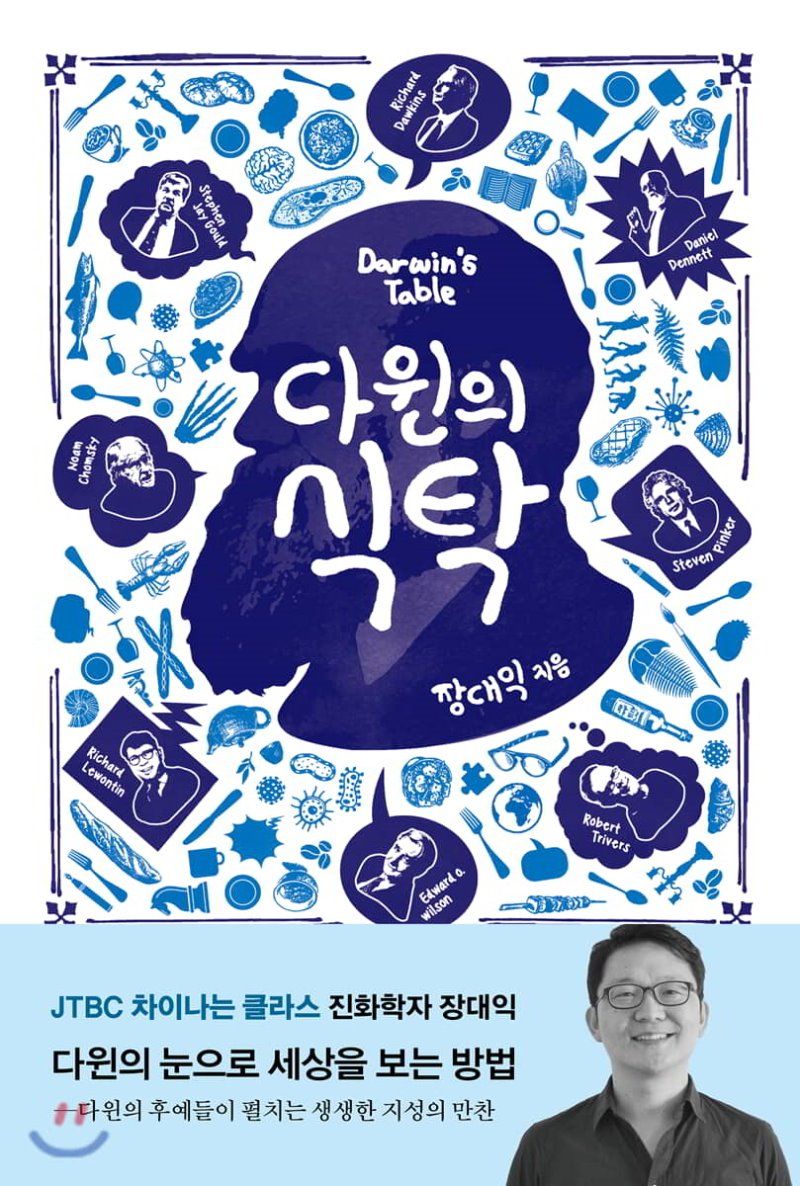 Richard
Dawkins
Stephen
Jay Gould
Daniel
Dennett
Darwin's
Table
다윈의
식탁
Noam
Chomsky
Steven Pinker
장대익 지음
Richard
Lewontin
Robert
Trivers
Edward O.
Wilson
JTBC 차이나는 클라스 진화학자 장대익
다윈의 눈으로 세상을 보는 방법
—다윈의 후예들이 펼치는 생생한 지성의 만찬